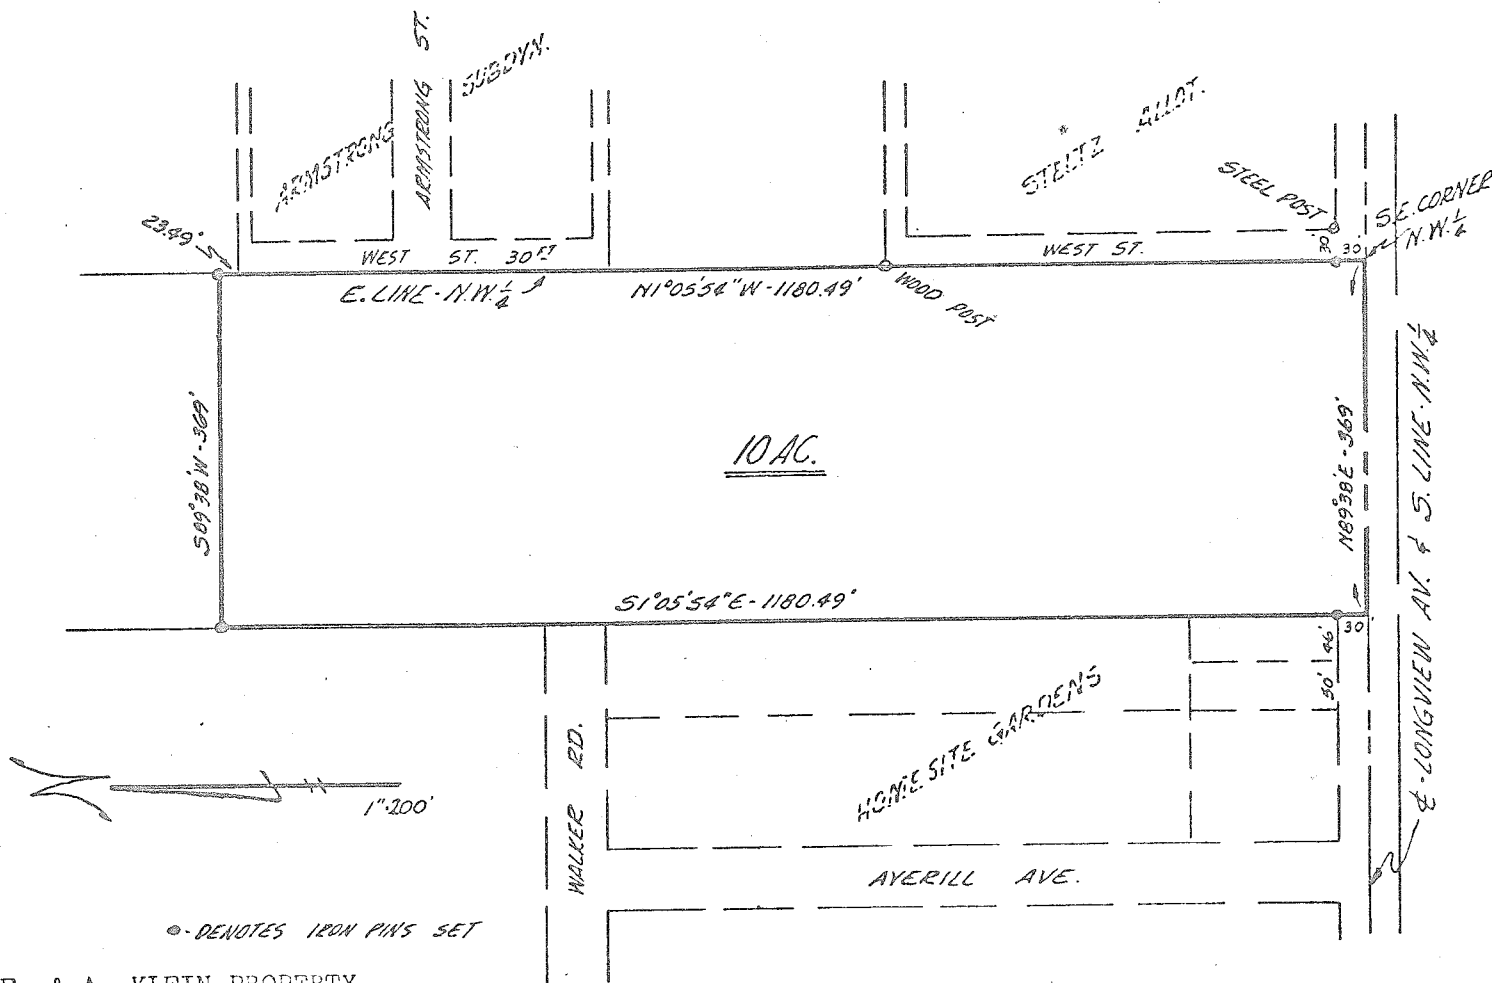 ARMSTRONG
ARMSTRONG ST.
SUBDVN.
STELTZ ALLOT.
STEEL POST
S.E. CORNER
N.W. 1/4
23.49'
WEST ST. 30 FT
WEST ST.
30'
30'
E. LINE - N.W. 1/4
N1°05'54"W - 1180.49'
WOOD POST
S89°38'W - 369'
10 AC.
N89°38'E - 369'
℄ - LONGVIEW AV. & S. LINE - N.W. 1/4
S1°05'54"E - 1180.49'
30'
46'
50'
HOME SITE GARDENS
WALKER RD.
N
1"-200'
AVERILL AVE.
- DENOTES IRON PINS SET
& A. KLEIN PROPERTY